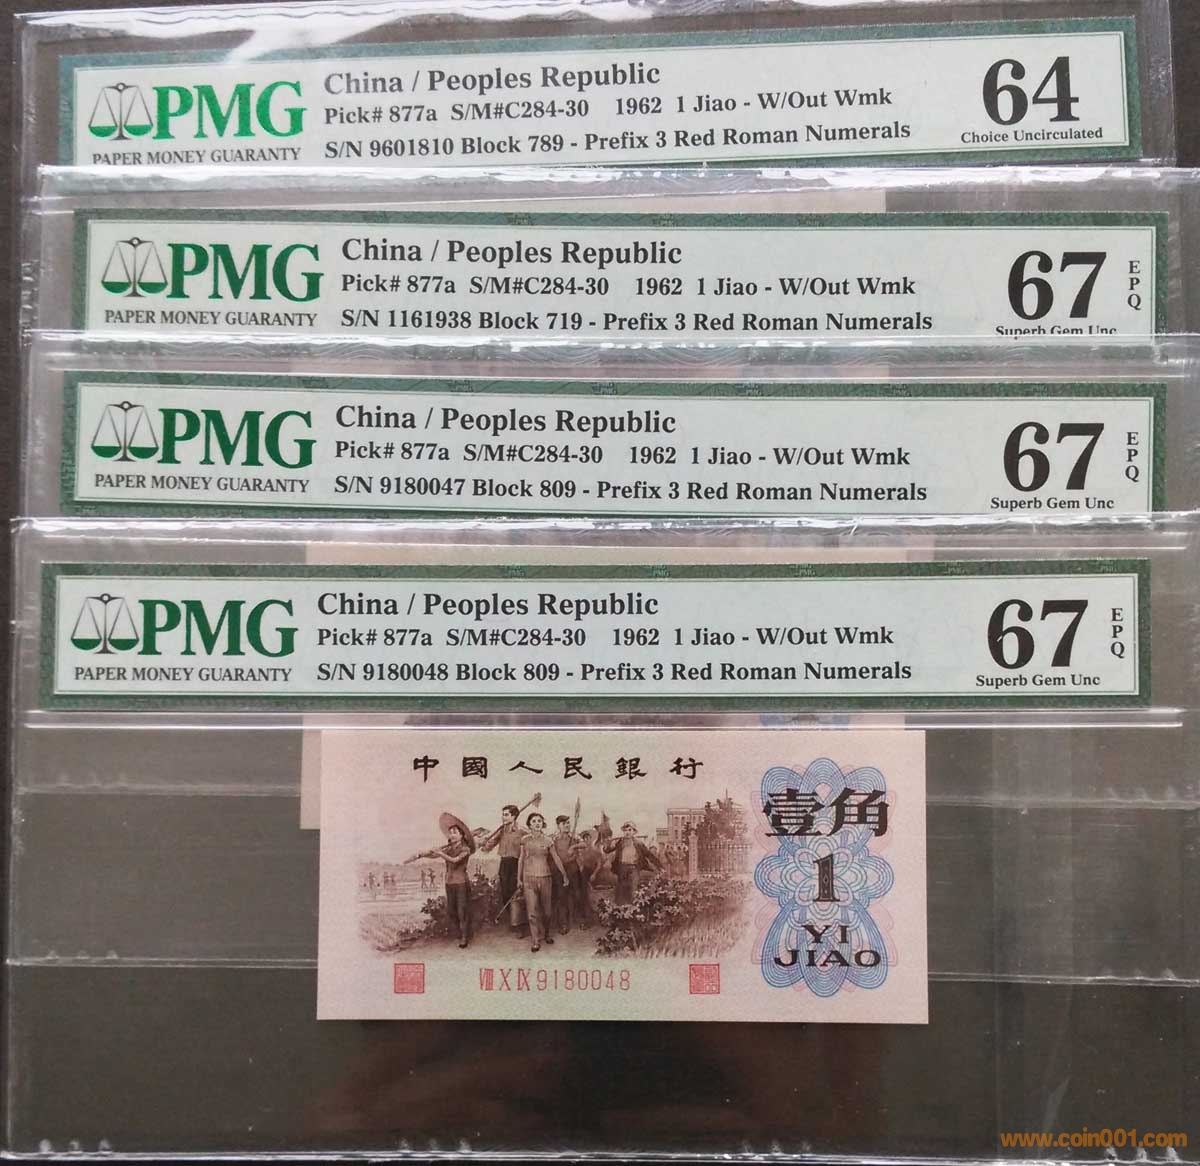 PMG
PAPER MONEY GUARANTY
China / Peoples Republic
Pick# 877a S/M#C284-30 1962 1 Jiao - W/Out Wmk
S/N 9601810 Block 789 - Prefix 3 Red Roman Numerals
64
Choice Uncirculated
PMG
PAPER MONEY GUARANTY
China / Peoples Republic
Pick# 877a S/M#C284-30 1962 1 Jiao - W/Out Wmk
S/N 1161938 Block 719 - Prefix 3 Red Roman Numerals
67
EPQ
Superb Gem Unc
PMG
PAPER MONEY GUARANTY
China / Peoples Republic
Pick# 877a S/M#C284-30 1962 1 Jiao - W/Out Wmk
S/N 9180047 Block 809 - Prefix 3 Red Roman Numerals
67
EPQ
Superb Gem Unc
PMG
PAPER MONEY GUARANTY
China / Peoples Republic
Pick# 877a S/M#C284-30 1962 1 Jiao - W/Out Wmk
S/N 9180048 Block 809 - Prefix 3 Red Roman Numerals
67
EPQ
Superb Gem Unc
中國人民銀行
壹角
1
YI
JIAO
Ⅷ Ⅹ Ⅸ 9180048
www.coin001.com